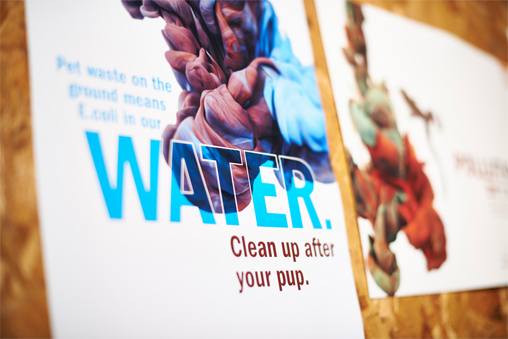 Pet waste on the
ground means
E.coli in our
WATER.
Clean up after
your pup.